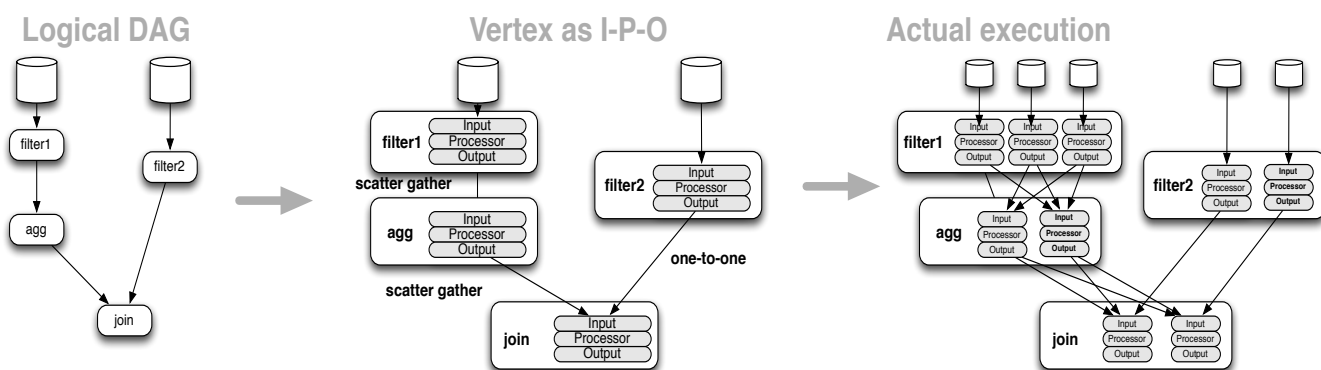 Logical DAG
filter1
filter2
agg
join
Vertex as I-P-O
filter1
Input
Processor
Output
scatter gather
filter2
Input
Processor
Output
agg
Input
Processor
Output
one-to-one
scatter gather
join
Input
Processor
Output
Actual execution
filter1
Input Input Input
Processor Processor Processor
Output Output Output
filter2
Input Input
Processor Processor
Output Output
agg
Input Input
Processor Processor
Output Output
join
Input Input
Processor Processor
Output Output